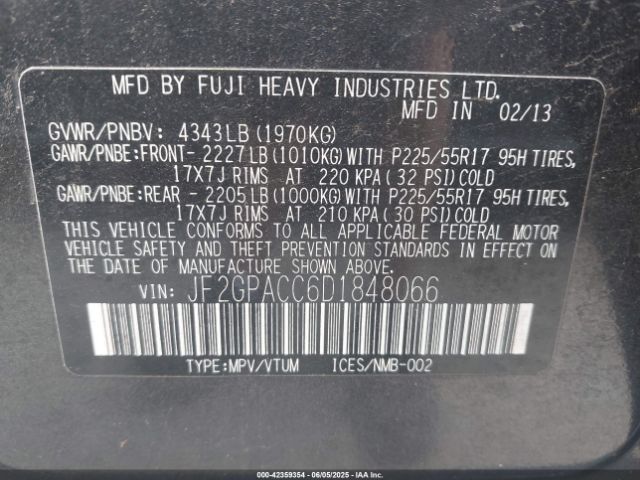 MFD BY FUJI HEAVY INDUSTRIES LTD.
MFD IN 02/13
GVWR/PNBV: 4343LB (1970KG)
GAWR/PNBE:FRONT- 2227LB (1010KG) WITH P225/55R17 95H TIRES,
17X7J RIMS AT 220 KPA (32 PSI) COLD
GAWR/PNBE:REAR - 2205LB (1000KG) WITH P225/55R17 95H TIRES,
17X7J RIMS AT 210 KPA (30 PSI) COLD
THIS VEHICLE CONFORMS TO ALL APPLICABLE FEDERAL MOTOR
VEHICLE SAFETY AND THEFT PREVENTION STANDARDS IN EFFECT ON
THE DATE OF MANUFACTURE SHOWN ABOVE.
VIN: JF2GPACC6D1848066
TYPE:MPV/VTUM ICES/NMB-002
000-42359354 - 06/05/2025 - IAA Inc.